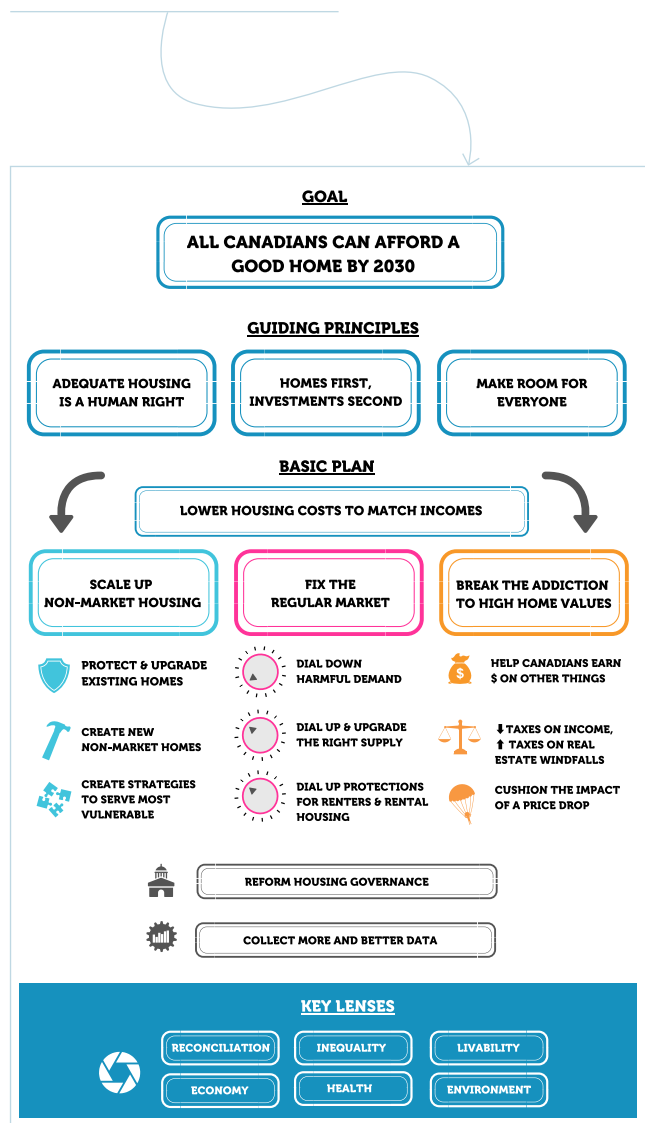 GOAL
ALL CANADIANS CAN AFFORD A
GOOD HOME BY 2030
GUIDING PRINCIPLES
ADEQUATE HOUSING
IS A HUMAN RIGHT
HOMES FIRST,
INVESTMENTS SECOND
MAKE ROOM FOR
EVERYONE
BASIC PLAN
LOWER HOUSING COSTS TO MATCH INCOMES
SCALE UP
NON-MARKET HOUSING
FIX THE
REGULAR MARKET
BREAK THE ADDICTION
TO HIGH HOME VALUES
PROTECT & UPGRADE
EXISTING HOMES
CREATE NEW
NON-MARKET HOMES
CREATE STRATEGIES
TO SERVE MOST
VULNERABLE
DIAL DOWN
HARMFUL DEMAND
DIAL UP & UPGRADE
THE RIGHT SUPPLY
DIAL UP PROTECTIONS
FOR RENTERS & RENTAL
HOUSING
$
HELP CANADIANS EARN
$ ON OTHER THINGS
⬇TAXES ON INCOME,
⬆ TAXES ON REAL
ESTATE WINDFALLS
CUSHION THE IMPACT
OF A PRICE DROP
REFORM HOUSING GOVERNANCE
COLLECT MORE AND BETTER DATA
KEY LENSES
RECONCILIATION
INEQUALITY
LIVABILITY
ECONOMY
HEALTH
ENVIRONMENT